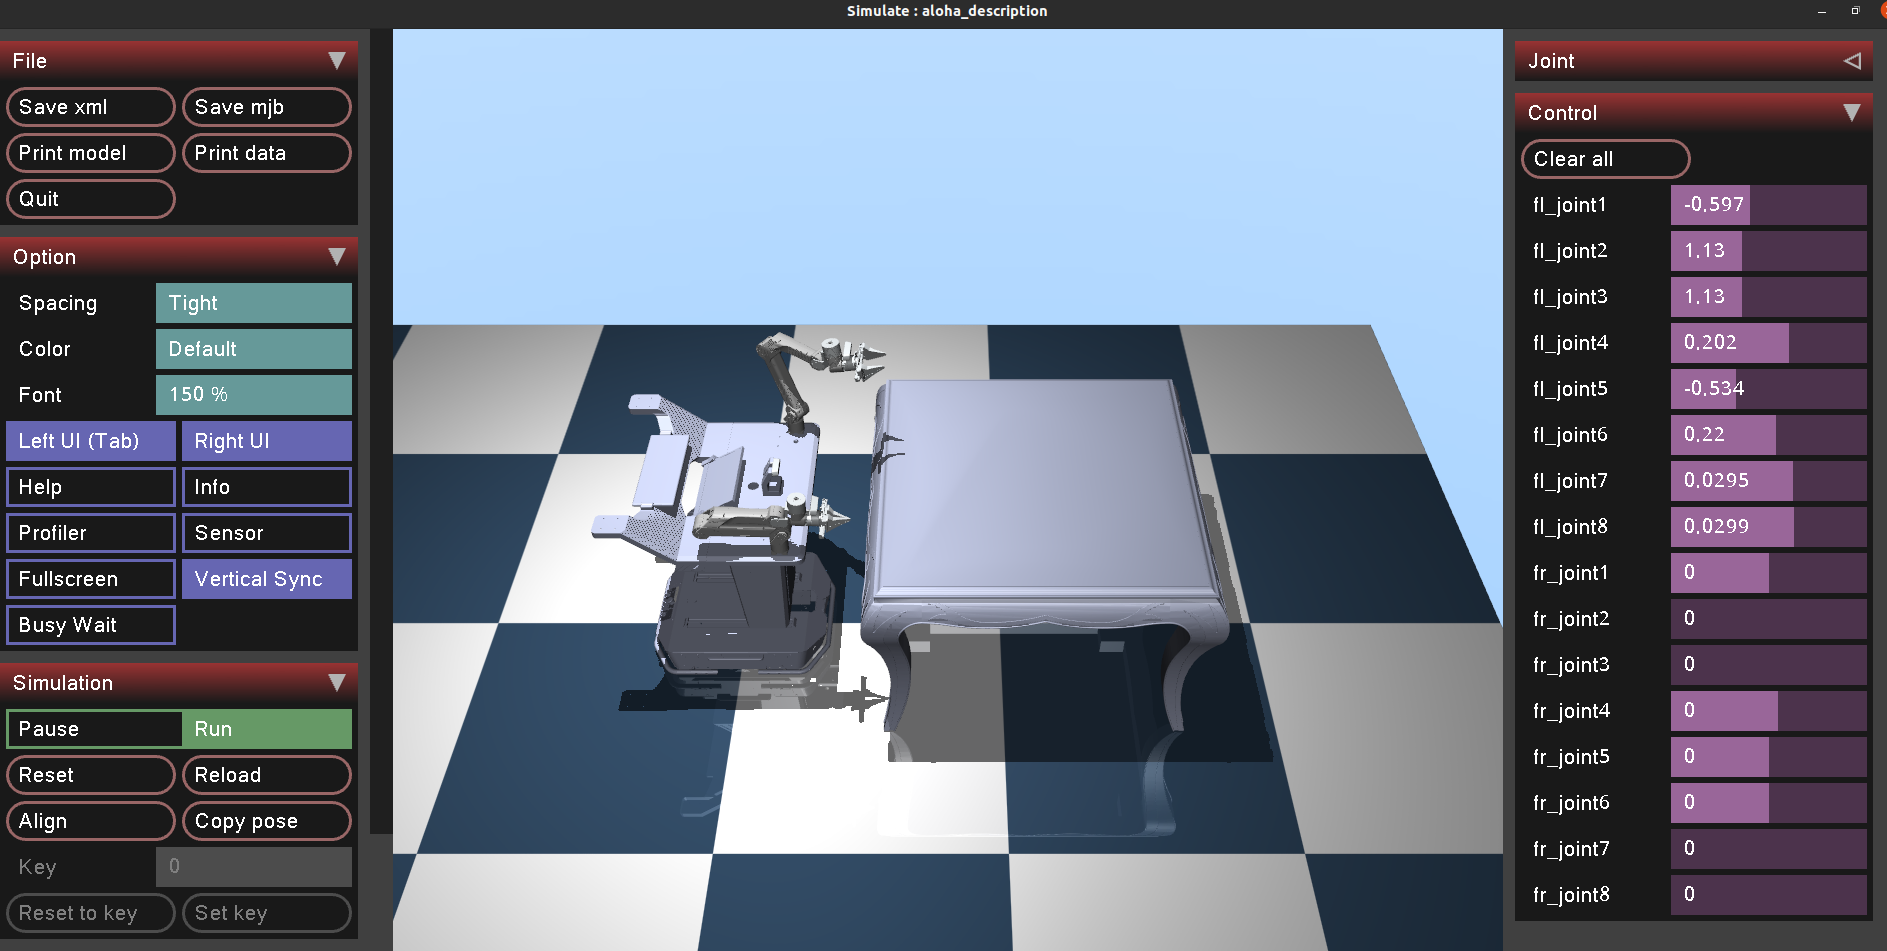 Simulate : aloha_description
File
Save xml
Save mjb
Print model
Print data
Quit
Option
Spacing Tight
Color Default
Font 150 %
Left UI (Tab)
Right UI
Help
Info
Profiler
Sensor
Fullscreen
Vertical Sync
Busy Wait
Simulation
Pause
Run
Reset
Reload
Align
Copy pose
Key 0
Reset to key
Set key
Joint
Control
Clear all
fl_joint1 -0.597
fl_joint2 1.13
fl_joint3 1.13
fl_joint4 0.202
fl_joint5 -0.534
fl_joint6 0.22
fl_joint7 0.0295
fl_joint8 0.0299
fr_joint1 0
fr_joint2 0
fr_joint3 0
fr_joint4 0
fr_joint5 0
fr_joint6 0
fr_joint7 0
fr_joint8 0